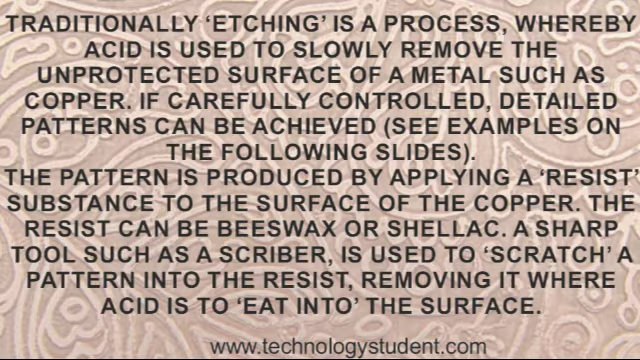 TRADITIONALLY ‘ETCHING’ IS A PROCESS, WHEREBY
ACID IS USED TO SLOWLY REMOVE THE
UNPROTECTED SURFACE OF A METAL SUCH AS
COPPER. IF CAREFULLY CONTROLLED, DETAILED
PATTERNS CAN BE ACHIEVED (SEE EXAMPLES ON
THE FOLLOWING SLIDES).
THE PATTERN IS PRODUCED BY APPLYING A ‘RESIST’
SUBSTANCE TO THE SURFACE OF THE COPPER. THE
RESIST CAN BE BEESWAX OR SHELLAC. A SHARP
TOOL SUCH AS A SCRIBER, IS USED TO ‘SCRATCH’ A
PATTERN INTO THE RESIST, REMOVING IT WHERE
ACID IS TO ‘EAT INTO’ THE SURFACE.
www.technologystudent.com